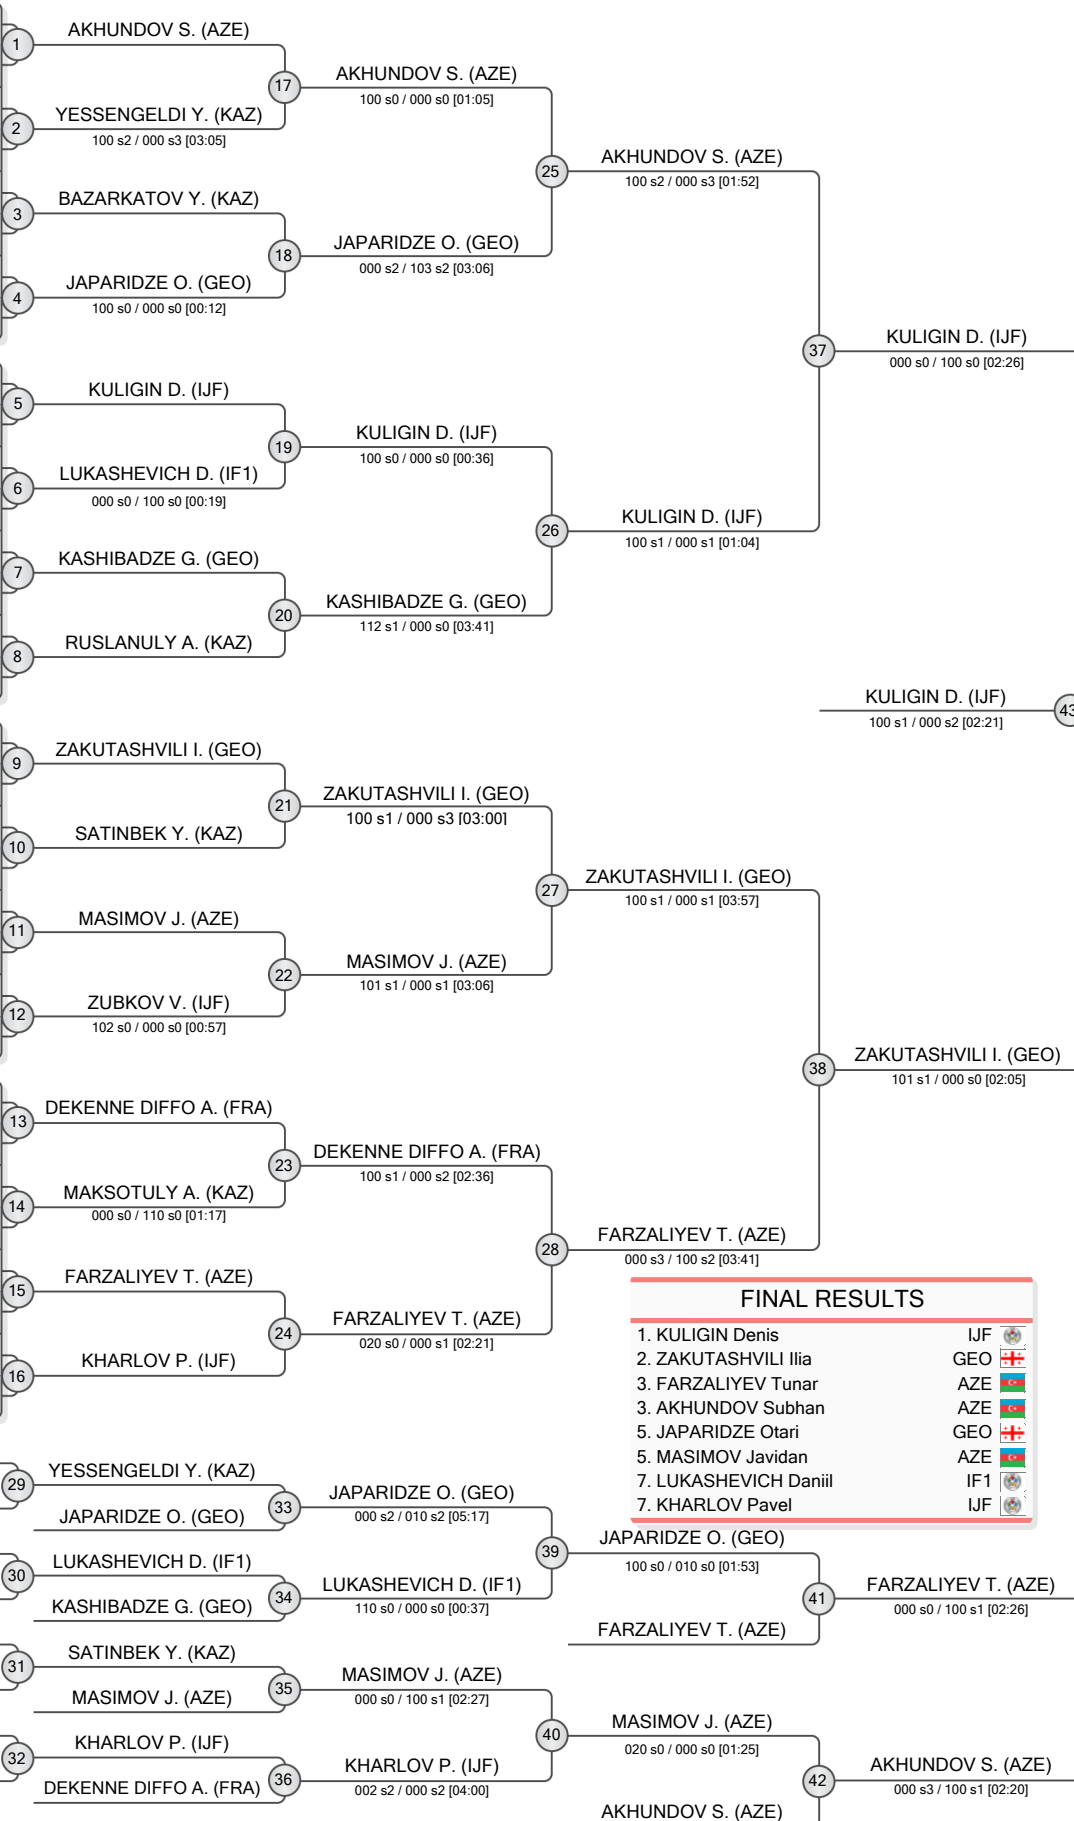 AKHUNDOV S. (AZE)
1
17
AKHUNDOV S. (AZE)
100 s0 / 000 s0 [01:05]
YESSENGELDI Y. (KAZ)
2
100 s2 / 000 s3 [03:05]
25
AKHUNDOV S. (AZE)
100 s2 / 000 s3 [01:52]
BAZARKATOV Y. (KAZ)
3
18
JAPARIDZE O. (GEO)
000 s2 / 103 s2 [03:06]
JAPARIDZE O. (GEO)
4
100 s0 / 000 s0 [00:12]
37
KULIGIN D. (IJF)
000 s0 / 100 s0 [02:26]
KULIGIN D. (IJF)
5
19
KULIGIN D. (IJF)
100 s0 / 000 s0 [00:36]
LUKASHEVICH D. (IF1)
6
000 s0 / 100 s0 [00:19]
26
KULIGIN D. (IJF)
100 s1 / 000 s1 [01:04]
KASHIBADZE G. (GEO)
7
20
KASHIBADZE G. (GEO)
112 s1 / 000 s0 [03:41]
RUSLANULY A. (KAZ)
8
KULIGIN D. (IJF)
43
100 s1 / 000 s2 [02:21]
ZAKUTASHVILI I. (GEO)
9
21
ZAKUTASHVILI I. (GEO)
100 s1 / 000 s3 [03:00]
SATINBEK Y. (KAZ)
10
27
ZAKUTASHVILI I. (GEO)
100 s1 / 000 s1 [03:57]
MASIMOV J. (AZE)
11
22
MASIMOV J. (AZE)
101 s1 / 000 s1 [03:06]
ZUBKOV V. (IJF)
12
102 s0 / 000 s0 [00:57]
38
ZAKUTASHVILI I. (GEO)
101 s1 / 000 s0 [02:05]
DEKENNE DIFFO A. (FRA)
13
23
DEKENNE DIFFO A. (FRA)
100 s1 / 000 s2 [02:36]
MAKSOTULY A. (KAZ)
14
000 s0 / 110 s0 [01:17]
28
FARZALIYEV T. (AZE)
000 s3 / 100 s2 [03:41]
FARZALIYEV T. (AZE)
15
24
FARZALIYEV T. (AZE)
020 s0 / 000 s1 [02:21]
KHARLOV P. (IJF)
16
FINAL RESULTS
1. KULIGIN Denis IJF
2. ZAKUTASHVILI Ilia GEO
3. FARZALIYEV Tunar AZE
3. AKHUNDOV Subhan AZE
5. JAPARIDZE Otari GEO
5. MASIMOV Javidan AZE
7. LUKASHEVICH Daniil IF1
7. KHARLOV Pavel IJF
YESSENGELDI Y. (KAZ)
29
33
JAPARIDZE O. (GEO)
000 s2 / 010 s2 [05:17]
JAPARIDZE O. (GEO)
39
JAPARIDZE O. (GEO)
100 s0 / 010 s0 [01:53]
LUKASHEVICH D. (IF1)
30
34
LUKASHEVICH D. (IF1)
110 s0 / 000 s0 [00:37]
KASHIBADZE G. (GEO)
41
FARZALIYEV T. (AZE)
000 s0 / 100 s1 [02:26]
FARZALIYEV T. (AZE)
SATINBEK Y. (KAZ)
31
35
MASIMOV J. (AZE)
000 s0 / 100 s1 [02:27]
MASIMOV J. (AZE)
40
MASIMOV J. (AZE)
020 s0 / 000 s0 [01:25]
KHARLOV P. (IJF)
32
36
KHARLOV P. (IJF)
002 s2 / 000 s2 [04:00]
DEKENNE DIFFO A. (FRA)
42
AKHUNDOV S. (AZE)
000 s3 / 100 s1 [02:20]
AKHUNDOV S. (AZE)